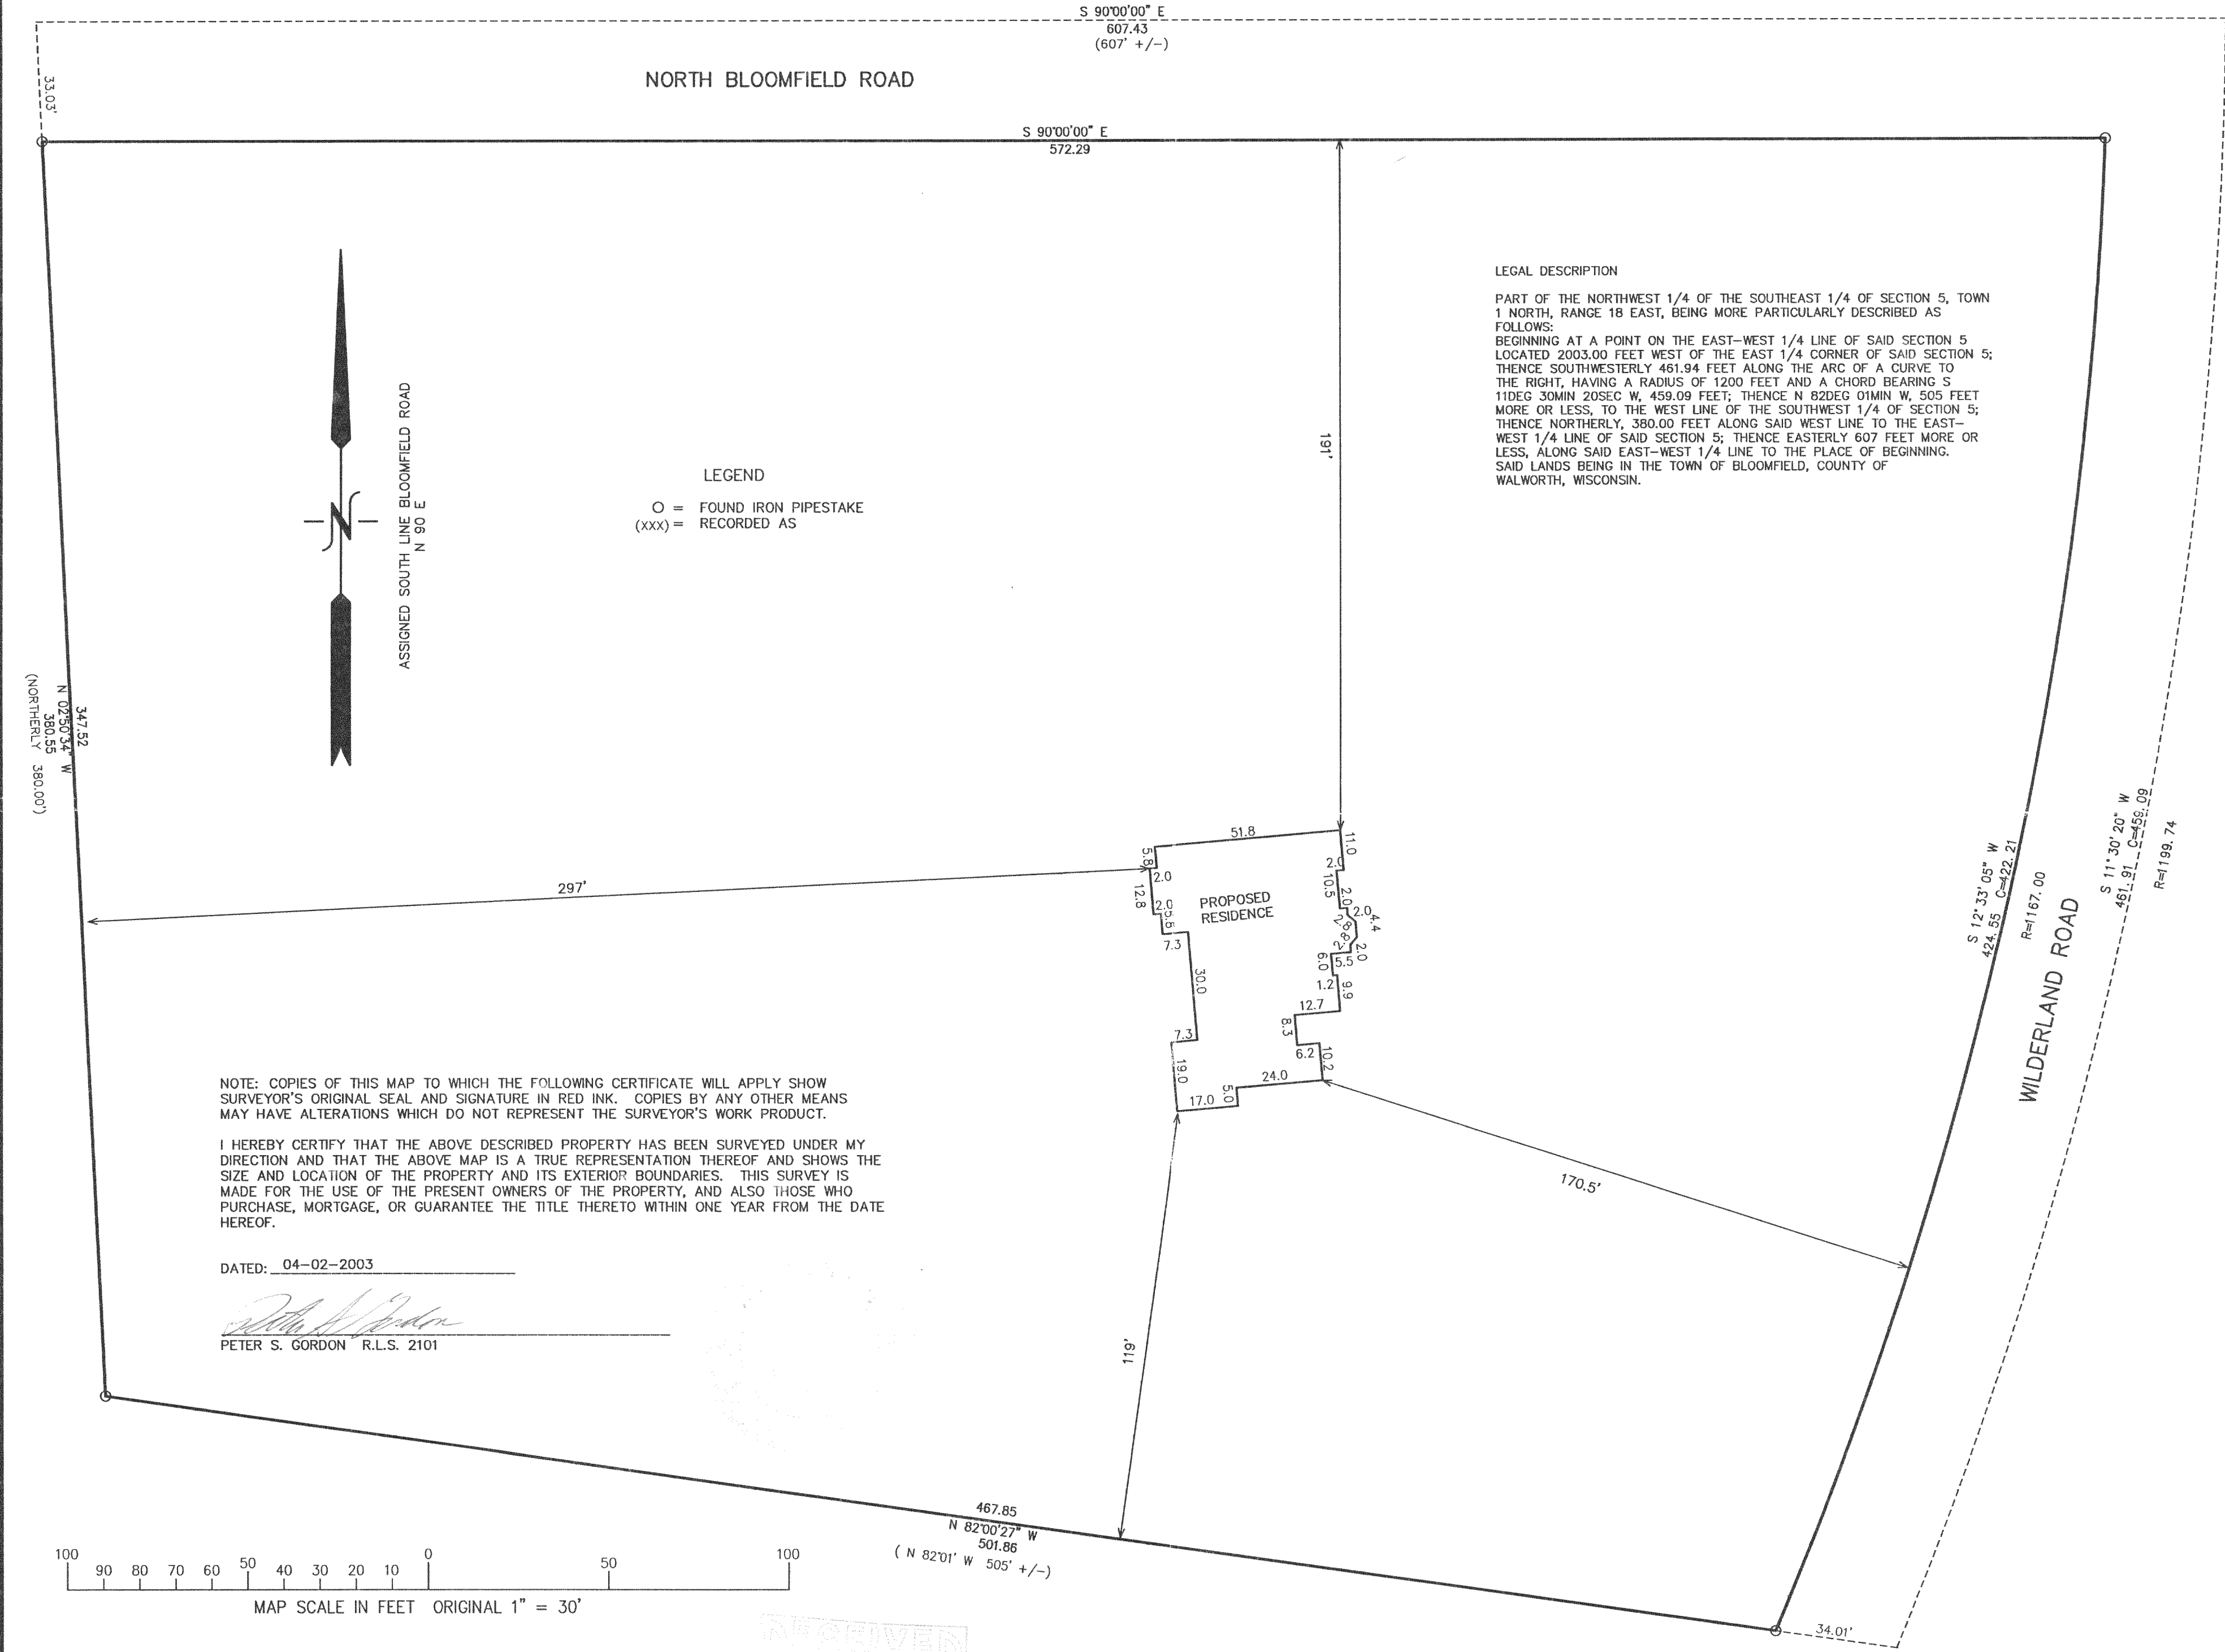 S 90°00'00" E
607.43
(607' +/-)
33.03'
NORTH BLOOMFIELD ROAD
S 90°00'00" E
572.29
LEGAL DESCRIPTION
PART OF THE NORTHWEST 1/4 OF THE SOUTHEAST 1/4 OF SECTION 5, TOWN
1 NORTH, RANGE 18 EAST, BEING MORE PARTICULARLY DESCRIBED AS
FOLLOWS:
BEGINNING AT A POINT ON THE EAST-WEST 1/4 LINE OF SAID SECTION 5
LOCATED 2003.00 FEET WEST OF THE EAST 1/4 CORNER OF SAID SECTION 5;
THENCE SOUTHWESTERLY 461.94 FEET ALONG THE ARC OF A CURVE TO
THE RIGHT, HAVING A RADIUS OF 1200 FEET AND A CHORD BEARING S
11DEG 30MIN 20SEC W, 459.09 FEET; THENCE N 82DEG 01MIN W, 505 FEET
MORE OR LESS, TO THE WEST LINE OF THE SOUTHWEST 1/4 OF SECTION 5;
THENCE NORTHERLY, 380.00 FEET ALONG SAID WEST LINE TO THE EAST-
WEST 1/4 LINE OF SAID SECTION 5; THENCE EASTERLY 607 FEET MORE OR
LESS, ALONG SAID EAST-WEST 1/4 LINE TO THE PLACE OF BEGINNING.
SAID LANDS BEING IN THE TOWN OF BLOOMFIELD, COUNTY OF
WALWORTH, WISCONSIN.
N
ASSIGNED SOUTH LINE BLOOMFIELD ROAD
N 90 E
LEGEND
O = FOUND IRON PIPESTAKE
(XXX) = RECORDED AS
191'
347.52
N 02°50'34" W
380.55
(NORTHERLY 380.00')
297'
51.8
11.0
5.8
2.0
2.0
12.8
10.5
2.0
2.0
5.5
2.0
4.4
2.8
2.8
2.0
7.3
PROPOSED
RESIDENCE
6.0
5.5
30.0
1.2
9.9
12.7
8.3
7.3
6.2
10.2
19.0
24.0
5.0
17.0
S 12°33'05" W
424.55 C=422.21
R=1167.00
WILDERLAND ROAD
S 11°30'20" W
461.91 C=459.09
R=1199.74
170.5'
119'
NOTE: COPIES OF THIS MAP TO WHICH THE FOLLOWING CERTIFICATE WILL APPLY SHOW
SURVEYOR'S ORIGINAL SEAL AND SIGNATURE IN RED INK. COPIES BY ANY OTHER MEANS
MAY HAVE ALTERATIONS WHICH DO NOT REPRESENT THE SURVEYOR'S WORK PRODUCT.
I HEREBY CERTIFY THAT THE ABOVE DESCRIBED PROPERTY HAS BEEN SURVEYED UNDER MY
DIRECTION AND THAT THE ABOVE MAP IS A TRUE REPRESENTATION THEREOF AND SHOWS THE
SIZE AND LOCATION OF THE PROPERTY AND ITS EXTERIOR BOUNDARIES. THIS SURVEY IS
MADE FOR THE USE OF THE PRESENT OWNERS OF THE PROPERTY, AND ALSO THOSE WHO
PURCHASE, MORTGAGE, OR GUARANTEE THE TITLE THERETO WITHIN ONE YEAR FROM THE DATE
HEREOF.
DATED: 04-02-2003
PETER S. GORDON R.L.S. 2101
467.85
N 82°00'27" W
501.86
( N 82°01' W 505' +/-)
34.01'
100 90 80 70 60 50 40 30 20 10 0 50 100
MAP SCALE IN FEET ORIGINAL 1" = 30'
RECEIVED